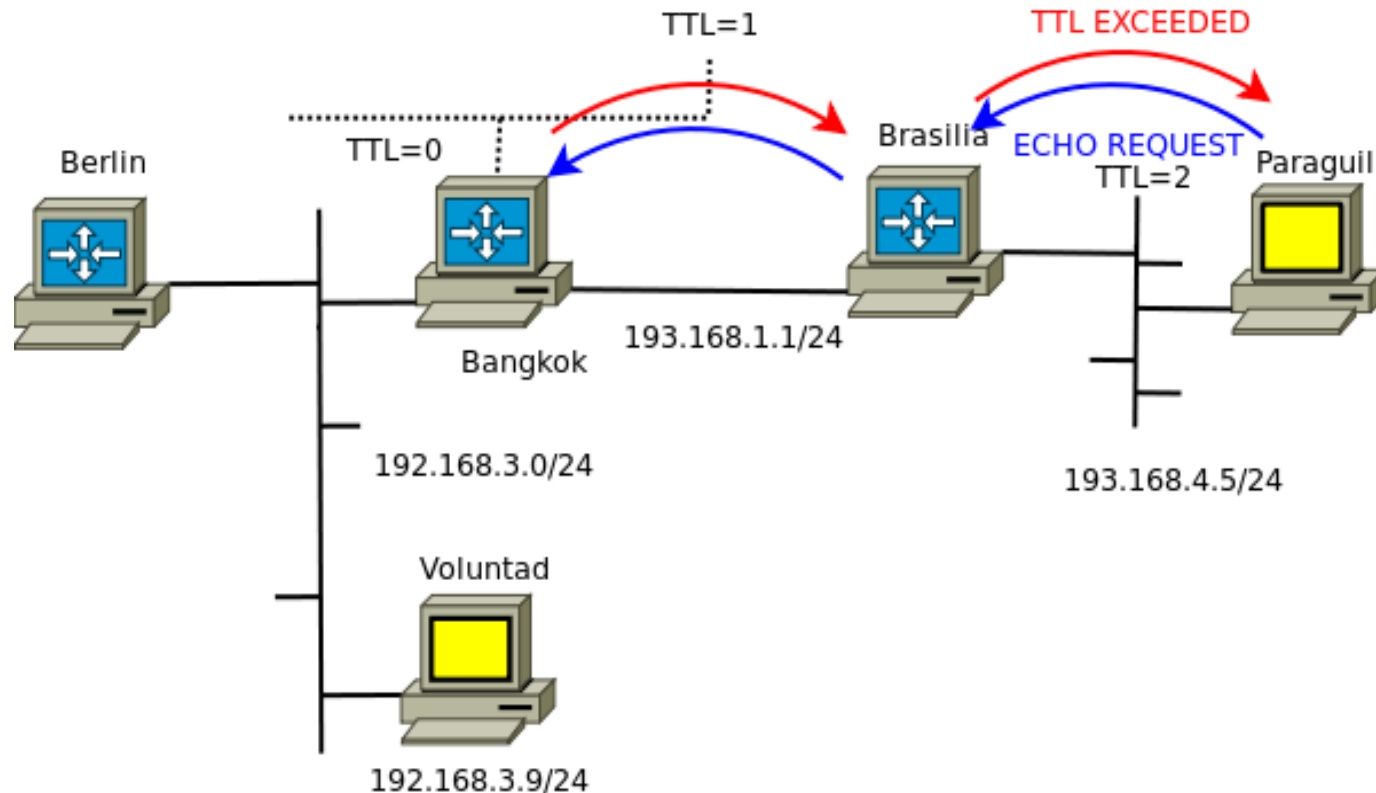 TTL=1
TTL EXCEEDED
Berlin
TTL=0
Brasilia
ECHO REQUEST
Paraguil
TTL=2
Bangkok
193.168.1.1/24
192.168.3.0/24
193.168.4.5/24
Voluntad
192.168.3.9/24